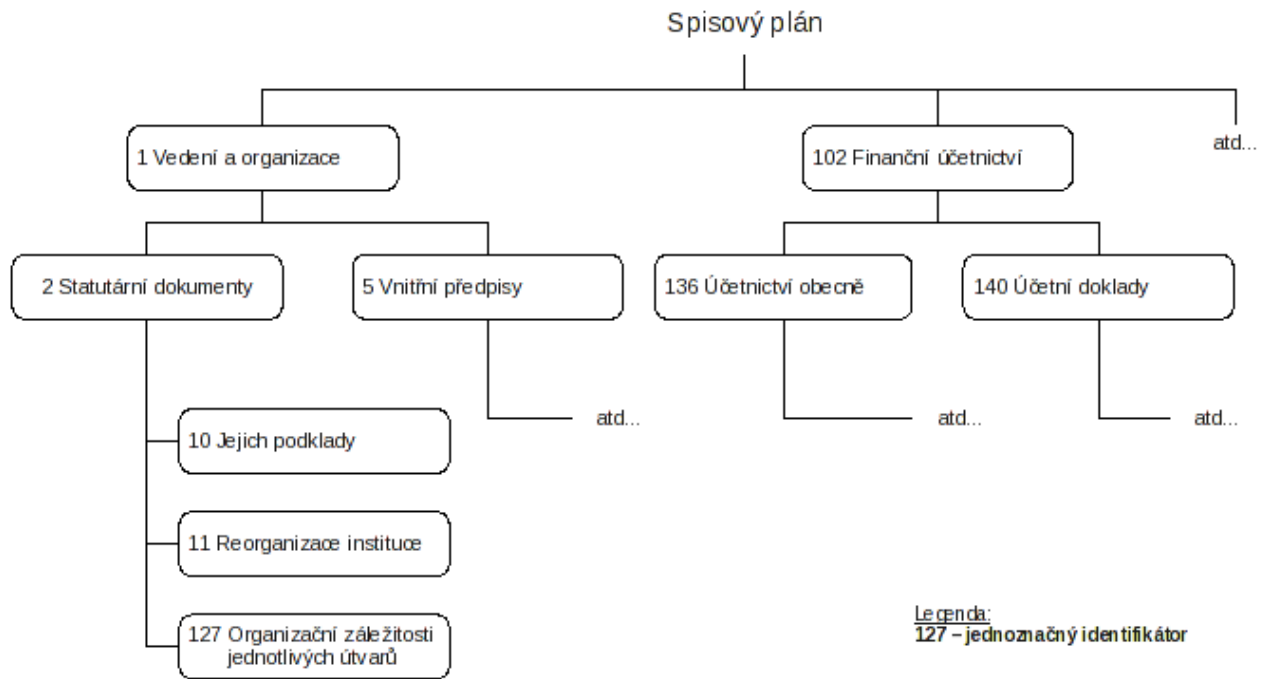 Spisový plán
1 Vedení a organizace
102 Finanční účetnictví
atd...
2 Statutární dokumenty
5 Vnitřní předpisy
136 Účetnictví obecně
140 Účetní doklady
10 Jejich podklady
atd...
atd...
atd...
11 Reorganizace instituce
127 Organizační záležitosti
jednotlivých útvarů
Legenda:
127 – jednoznačný identifikátor